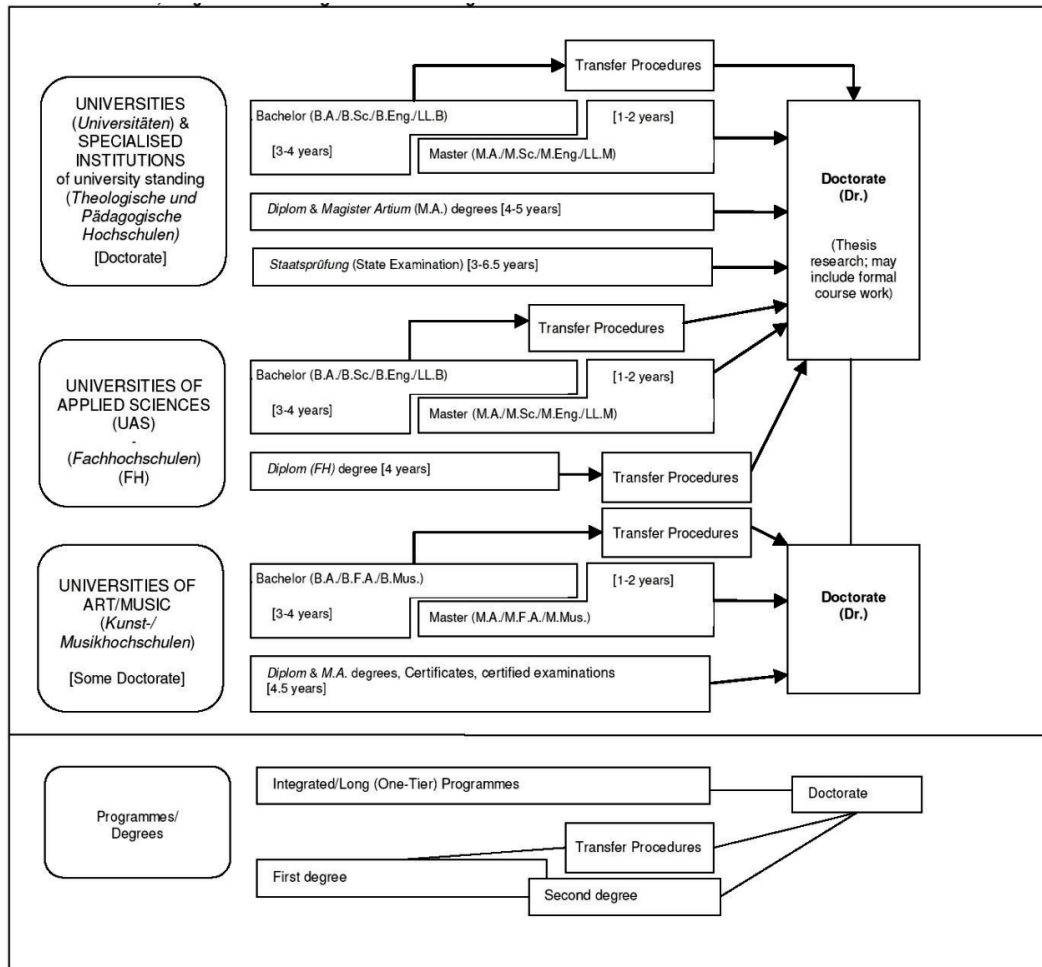 UNIVERSITIES
(Universitäten) &
SPECIALISED
INSTITUTIONS
of university standing
(Theologische und
Pädagogische
Hochschulen)
[Doctorate]
Transfer Procedures
. Bachelor (B.A./B.Sc./B.Eng./LL.B)
[3-4 years]
[1-2 years]
Master (M.A./M.Sc./M.Eng./LL.M)
Diplom & Magister Artium (M.A.) degrees [4-5 years]
Staatsprüfung (State Examination) [3-6.5 years]
Doctorate
(Dr.)
(Thesis
research; may
include formal
course work)
UNIVERSITIES OF
APPLIED SCIENCES
(UAS)
-
(Fachhochschulen)
(FH)
Transfer Procedures
. Bachelor (B.A./B.Sc./B.Eng./LL.B)
[3-4 years]
[1-2 years]
Master (M.A./M.Sc./M.Eng./LL.M)
Diplom (FH) degree [4 years]
Transfer Procedures
UNIVERSITIES OF
ART/MUSIC
(Kunst-/
Musikhochschulen)
[Some Doctorate]
Transfer Procedures
. Bachelor (B.A./B.F.A./B.Mus.)
[3-4 years]
[1-2 years]
Master (M.A./M.F.A./M.Mus.)
Diplom & M.A. degrees, Certificates, certified examinations
[4.5 years]
Doctorate
(Dr.)
Programmes/
Degrees
Integrated/Long (One-Tier) Programmes
Doctorate
Transfer Procedures
First degree
Second degree